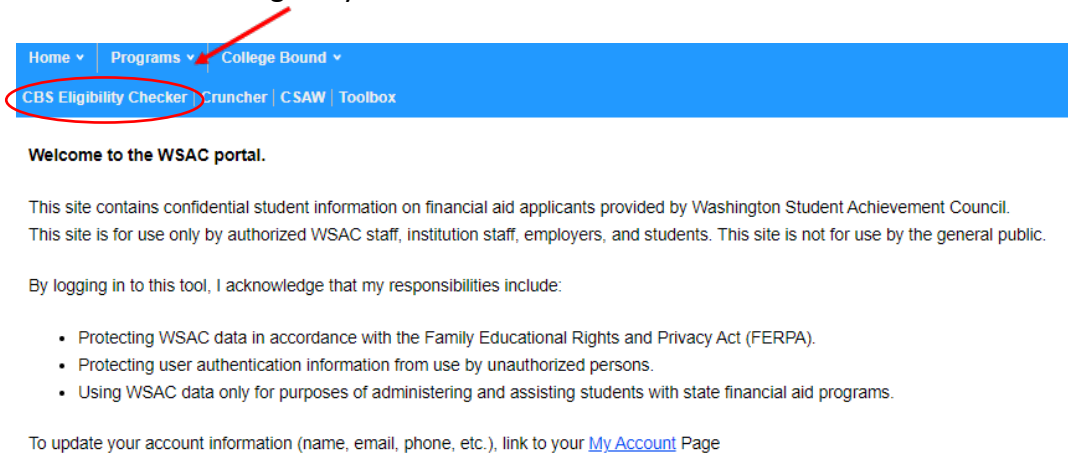 Home Programs College Bound
CBS Eligibility Checker | Cruncher | CSAW | Toolbox
Welcome to the WSAC portal.
This site contains confidential student information on financial aid applicants provided by Washington Student Achievement Council.
This site is for use only by authorized WSAC staff, institution staff, employers, and students. This site is not for use by the general public.
By logging in to this tool, I acknowledge that my responsibilities include:
• Protecting WSAC data in accordance with the Family Educational Rights and Privacy Act (FERPA).
• Protecting user authentication information from use by unauthorized persons.
• Using WSAC data only for purposes of administering and assisting students with state financial aid programs.
To update your account information (name, email, phone, etc.), link to your My Account Page